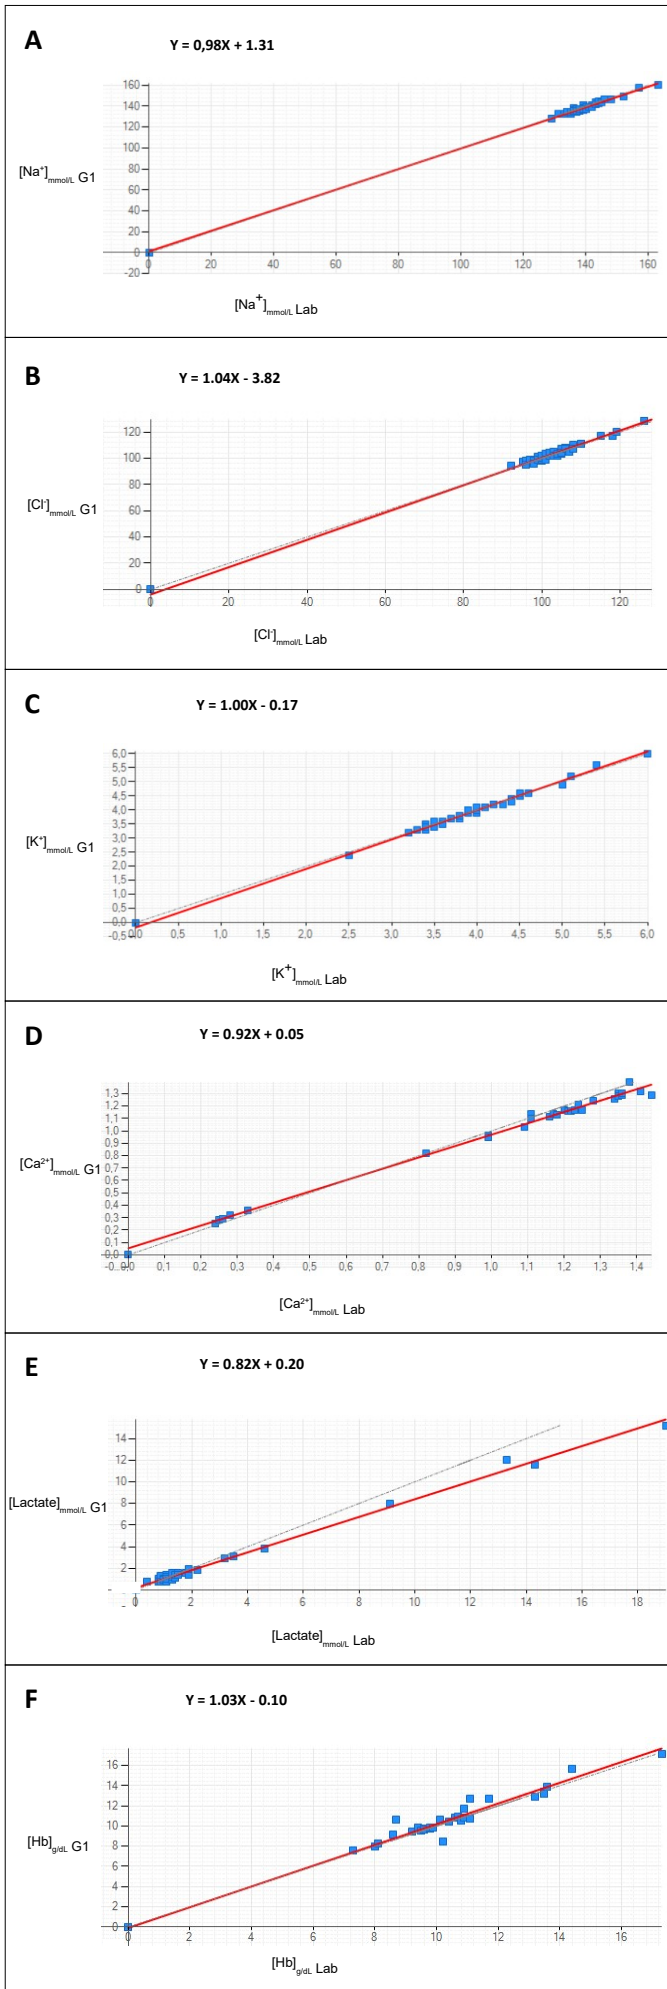 A
Y = 0,98X + 1.31
160
140
120
100
80
60
40
20
0
-20
0 20 40 60 80 100 120 140 160
[Na⁺]mmol/L G1
[Na⁺]mmol/L Lab
B
Y = 1.04X - 3.82
120
100
80
60
40
20
0
0 20 40 60 80 100 120
[Cl⁻]mmol/L G1
[Cl⁻]mmol/L Lab
C
Y = 1.00X - 0.17
6,0
5,5
5,0
4,5
4,0
3,5
3,0
2,5
2,0
1,5
1,0
0,5
0,0
-0,5
0,0 0,5 1,0 1,5 2,0 2,5 3,0 3,5 4,0 4,5 5,0 5,5 6,0
[K⁺]mmol/L G1
[K⁺]mmol/L Lab
D
Y = 0.92X + 0.05
1,3
1,2
1,1
1,0
0,9
0,8
0,7
0,6
0,5
0,4
0,3
0,2
0,1
0,0
-0...
0,0 0,1 0,2 0,3 0,4 0,5 0,6 0,7 0,8 0,9 1,0 1,1 1,2 1,3 1,4
[Ca²⁺]mmol/L G1
[Ca²⁺]mmol/L Lab
E
Y = 0.82X + 0.20
14
12
10
8
6
4
2
0 2 4 6 8 10 12 14 16 18
[Lactate]mmol/L G1
[Lactate]mmol/L Lab
F
Y = 1.03X - 0.10
16
14
12
10
8
6
4
2
0
0 2 4 6 8 10 12 14 16
[Hb]g/dL G1
[Hb]g/dL Lab